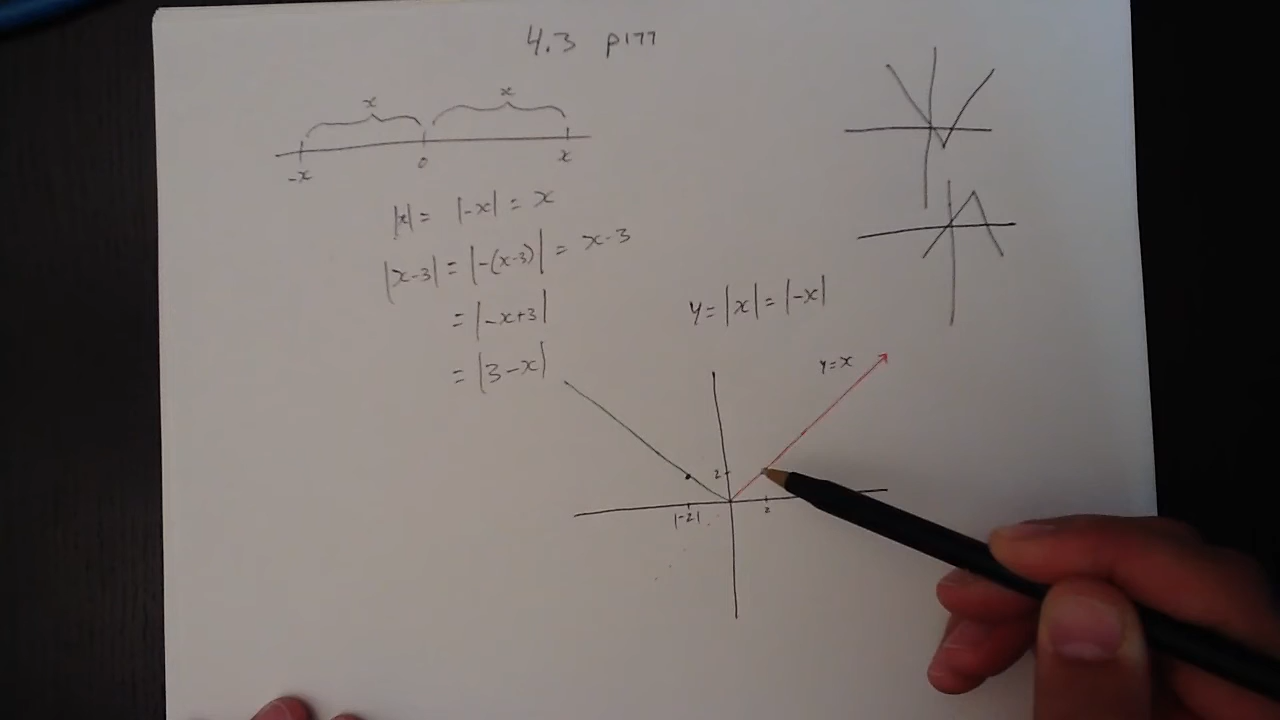 4.3 p177
x x
-x 0 x
|x| = |-x| = x
|x-3| = |-(x-3)| = x-3
= |-x+3|
= |3-x|
y = |x| = |-x|
y=x
2
|-2| 2